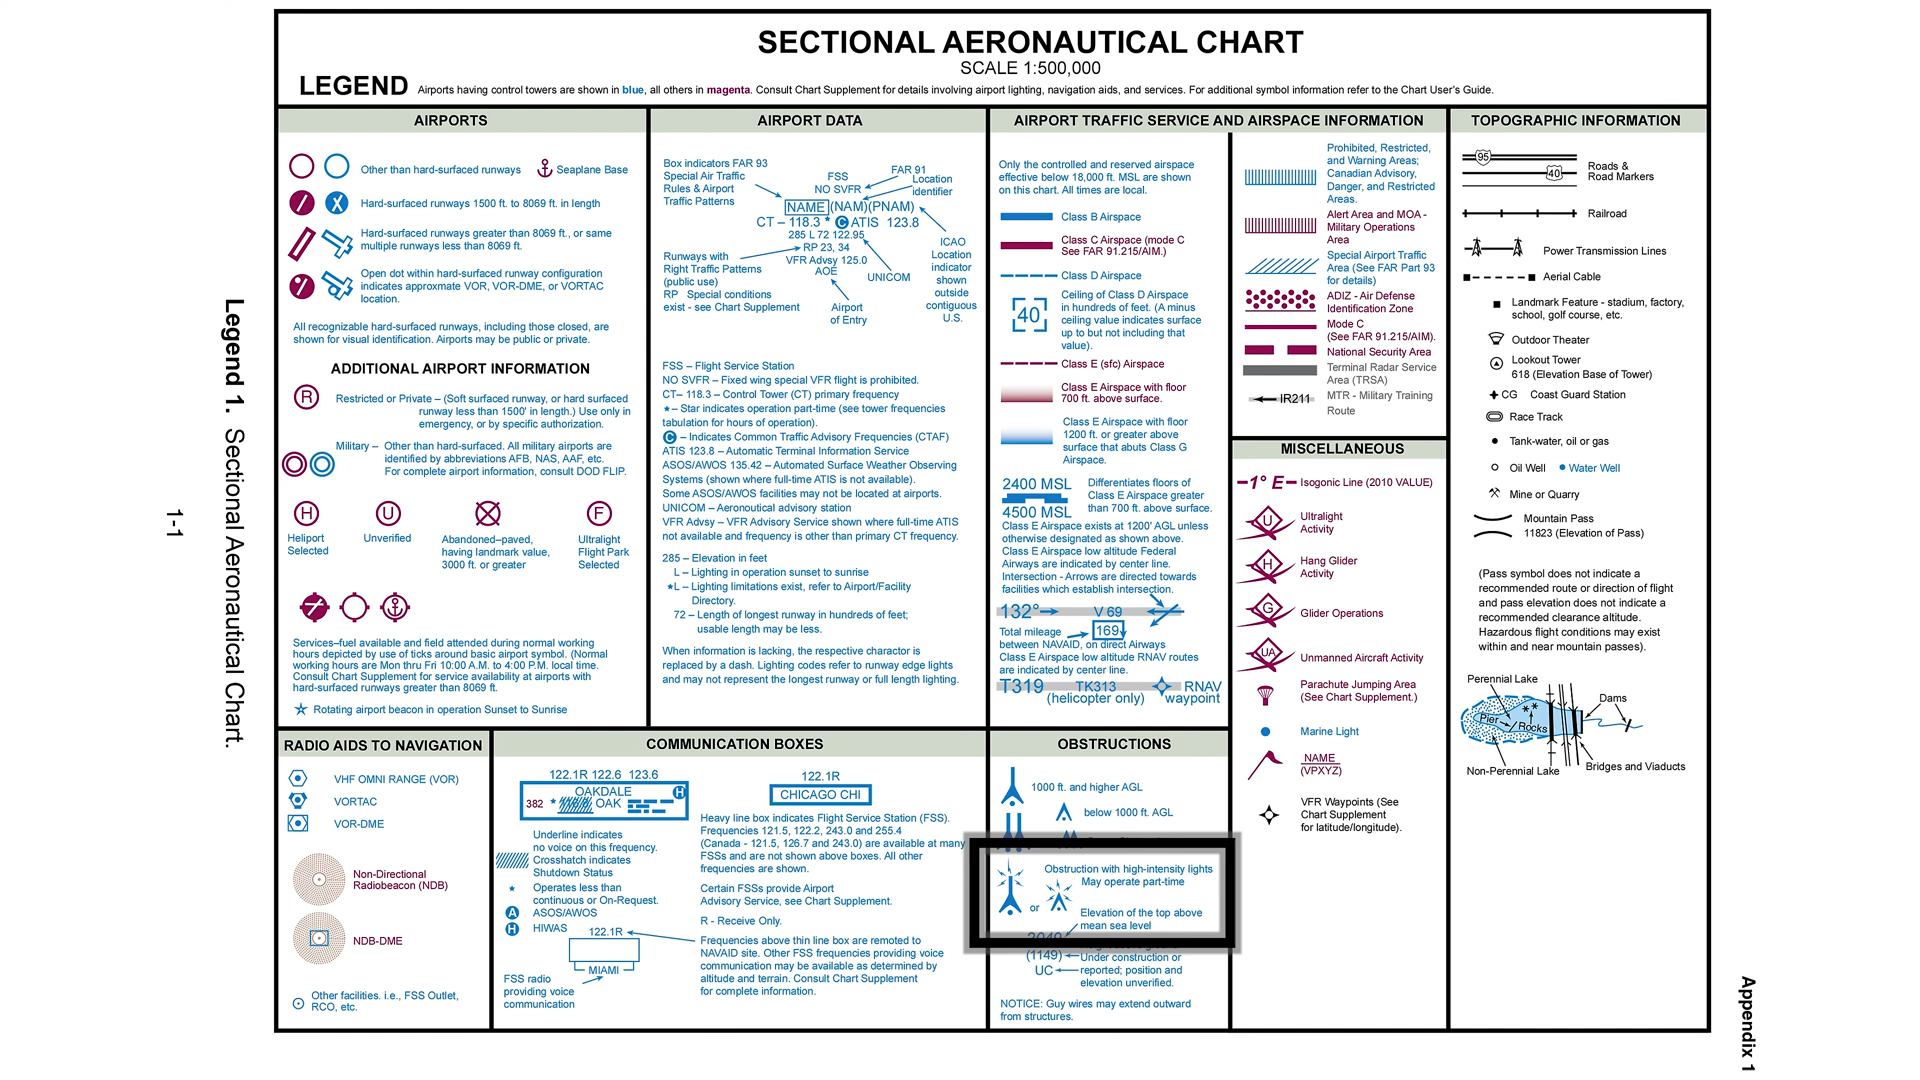 SECTIONAL AERONAUTICAL CHART
SCALE 1:500,000
LEGEND Airports having control towers are shown in blue, all others in magenta. Consult Chart Supplement for details involving airport lighting, navigation aids, and services. For additional symbol information refer to the Chart User's Guide.
AIRPORTS
Other than hard-surfaced runways
Seaplane Base
Hard-surfaced runways 1500 ft. to 8069 ft. in length
Hard-surfaced runways greater than 8069 ft., or same
multiple runways less than 8069 ft.
Open dot within hard-surfaced runway configuration
indicates approxmate VOR, VOR-DME, or VORTAC
location.
All recognizable hard-surfaced runways, including those closed, are
shown for visual identification. Airports may be public or private.
ADDITIONAL AIRPORT INFORMATION
R
Restricted or Private – (Soft surfaced runway, or hard surfaced
runway less than 1500' in length.) Use only in
emergency, or by specific authorization.
Military – Other than hard-surfaced. All military airports are
identified by abbreviations AFB, NAS, AAF, etc.
For complete airport information, consult DOD FLIP.
H
Heliport
Selected
U
Unverified
Abandoned–paved,
having landmark value,
3000 ft. or greater
F
Ultralight
Flight Park
Selected
Services–fuel available and field attended during normal working
hours depicted by use of ticks around basic airport symbol. (Normal
working hours are Mon thru Fri 10:00 A.M. to 4:00 P.M. local time.
Consult Chart Supplement for service availability at airports with
hard-surfaced runways greater than 8069 ft.
Rotating airport beacon in operation Sunset to Sunrise
AIRPORT DATA
Box indicators FAR 93
Special Air Traffic
Rules & Airport
Traffic Patterns
FAR 91
FSS
NO SVFR
Location
identifier
NAME (NAM)(PNAM)
CT – 118.3 * C ATIS 123.8
285 L 72 122.95
RP 23, 34
VFR Advsy 125.0
AOE
Runways with
Right Traffic Patterns
(public use)
RP Special conditions
exist - see Chart Supplement
UNICOM
Airport
of Entry
ICAO
Location
indicator
shown
outside
contiguous
U.S.
FSS – Flight Service Station
NO SVFR – Fixed wing special VFR flight is prohibited.
CT– 118.3 – Control Tower (CT) primary frequency
★– Star indicates operation part-time (see tower frequencies
tabulation for hours of operation).
C – Indicates Common Traffic Advisory Frequencies (CTAF)
ATIS 123.8 – Automatic Terminal Information Service
ASOS/AWOS 135.42 – Automated Surface Weather Observing
Systems (shown where full-time ATIS is not available).
Some ASOS/AWOS facilities may not be located at airports.
UNICOM – Aeronoutical advisory station
VFR Advsy – VFR Advisory Service shown where full-time ATIS
not available and frequency is other than primary CT frequency.
285 – Elevation in feet
L – Lighting in operation sunset to sunrise
★L – Lighting limitations exist, refer to Airport/Facility
Directory.
72 – Length of longest runway in hundreds of feet;
usable length may be less.
When information is lacking, the respective charactor is
replaced by a dash. Lighting codes refer to runway edge lights
and may not represent the longest runway or full length lighting.
AIRPORT TRAFFIC SERVICE AND AIRSPACE INFORMATION
Only the controlled and reserved airspace
effective below 18,000 ft. MSL are shown
on this chart. All times are local.
Class B Airspace
Class C Airspace (mode C
See FAR 91.215/AIM.)
Class D Airspace
40
Ceiling of Class D Airspace
in hundreds of feet. (A minus
ceiling value indicates surface
up to but not including that
value).
Class E (sfc) Airspace
Class E Airspace with floor
700 ft. above surface.
Class E Airspace with floor
1200 ft. or greater above
surface that abuts Class G
Airspace.
2400 MSL
4500 MSL
Differentiates floors of
Class E Airspace greater
than 700 ft. above surface.
Class E Airspace exists at 1200' AGL unless
otherwise designated as shown above.
Class E Airspace low altitude Federal
Airways are indicated by center line.
Intersection - Arrows are directed towards
facilities which establish intersection.
132° V 69
169
Total mileage
between NAVAID, on direct Airways
Class E Airspace low altitude RNAV routes
are indicated by center line.
T319 TK313 RNAV
(helicopter only) waypoint
Prohibited, Restricted,
and Warning Areas;
Canadian Advisory,
Danger, and Restricted
Areas.
Alert Area and MOA -
Military Operations
Area
Special Airport Traffic
Area (See FAR Part 93
for details)
ADIZ - Air Defense
Identification Zone
Mode C
(See FAR 91.215/AIM).
National Security Area
Terminal Radar Service
Area (TRSA)
IR211
MTR - Military Training
Route
MISCELLANEOUS
1° E
Isogonic Line (2010 VALUE)
U
Ultralight
Activity
H
Hang Glider
Activity
G
Glider Operations
UA
Unmanned Aircraft Activity
Parachute Jumping Area
(See Chart Supplement.)
Marine Light
NAME
(VPXYZ)
VFR Waypoints (See
Chart Supplement
for latitude/longitude).
TOPOGRAPHIC INFORMATION
95
40
Roads &
Road Markers
Railroad
Power Transmission Lines
Aerial Cable
Landmark Feature - stadium, factory,
school, golf course, etc.
Outdoor Theater
Lookout Tower
618 (Elevation Base of Tower)
CG Coast Guard Station
Race Track
Tank-water, oil or gas
Oil Well
Water Well
Mine or Quarry
Mountain Pass
11823 (Elevation of Pass)
(Pass symbol does not indicate a
recommended route or direction of flight
and pass elevation does not indicate a
recommended clearance altitude.
Hazardous flight conditions may exist
within and near mountain passes).
Perennial Lake
Dams
Pier
Rocks
Non-Perennial Lake
Bridges and Viaducts
RADIO AIDS TO NAVIGATION
VHF OMNI RANGE (VOR)
VORTAC
VOR-DME
Non-Directional
Radiobeacon (NDB)
NDB-DME
Other facilities. i.e., FSS Outlet,
RCO, etc.
COMMUNICATION BOXES
122.1R 122.6 123.6
OAKDALE
H
382 * OAK
Underline indicates
no voice on this frequency.
Crosshatch indicates
Shutdown Status
Operates less than
continuous or On-Request.
A
ASOS/AWOS
H
HIWAS
122.1R
MIAMI
FSS radio
providing voice
communication
122.1R
CHICAGO CHI
Heavy line box indicates Flight Service Station (FSS).
Frequencies 121.5, 122.2, 243.0 and 255.4
(Canada - 121.5, 126.7 and 243.0) are available at many
FSSs and are not shown above boxes. All other
frequencies are shown.
Certain FSSs provide Airport
Advisory Service, see Chart Supplement.
R - Receive Only.
Frequencies above thin line box are remoted to
NAVAID site. Other FSS frequencies providing voice
communication may be available as determined by
altitude and terrain. Consult Chart Supplement
for complete information.
OBSTRUCTIONS
1000 ft. and higher AGL
below 1000 ft. AGL
Obstruction with high-intensity lights
May operate part-time
or
Elevation of the top above
mean sea level
2049
(1149)
UC
Under construction or
reported; position and
elevation unverified.
NOTICE: Guy wires may extend outward
from structures.
Legend 1. Sectional Aeronautical Chart.
1-1
Appendix 1